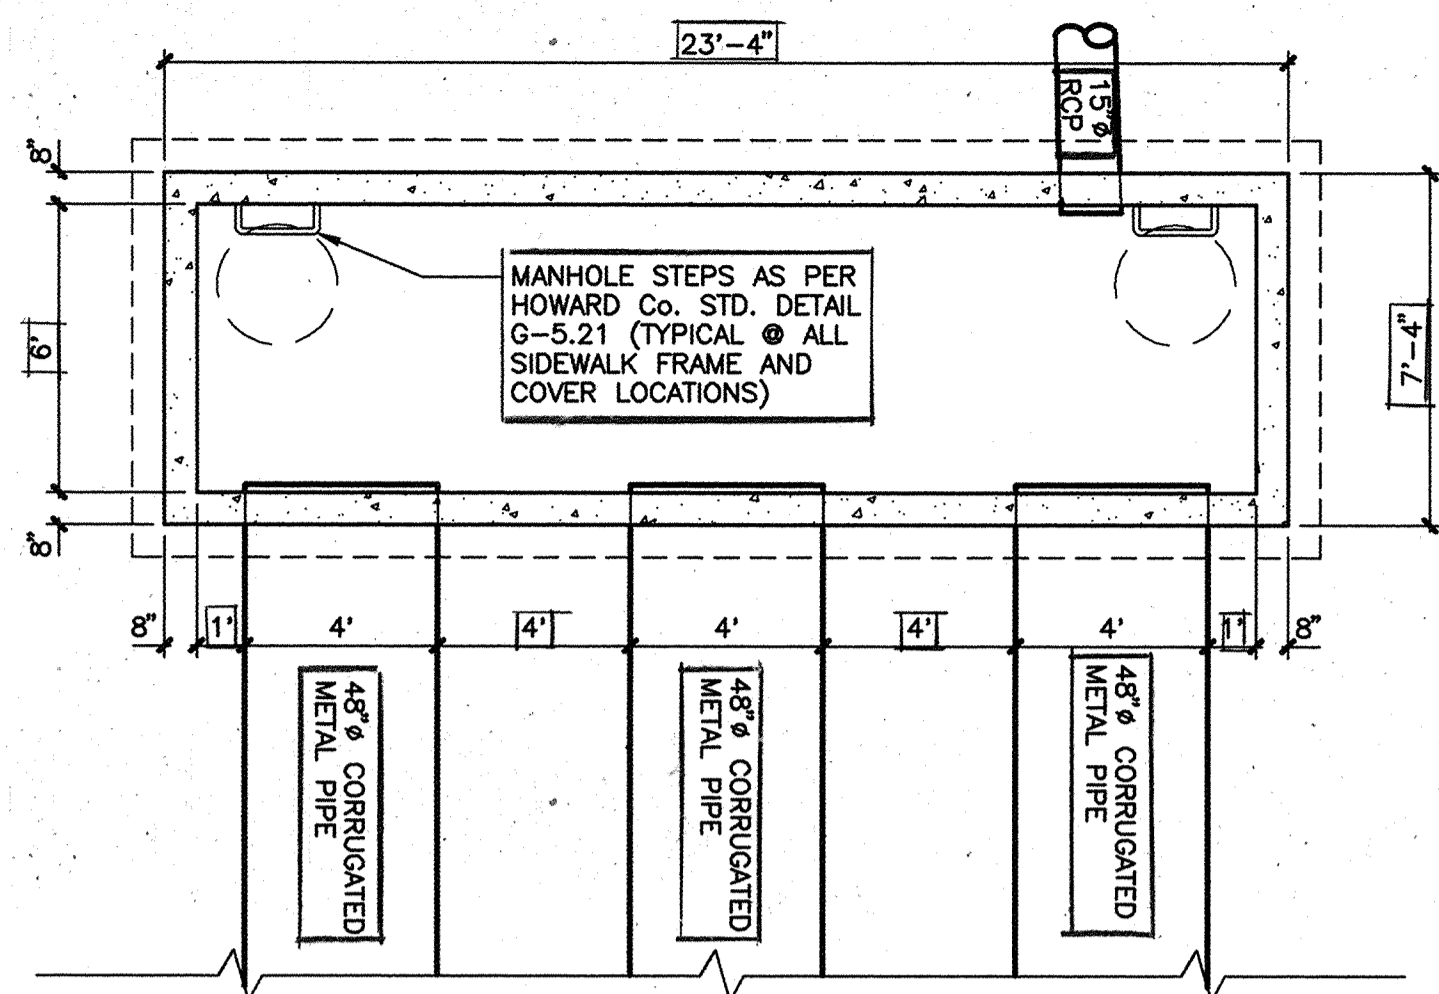 23'-4"
15"ø
RCP
8"
MANHOLE STEPS AS PER
HOWARD Co. STD. DETAIL
G-5.21 (TYPICAL @ ALL
SIDEWALK FRAME AND
COVER LOCATIONS)
6'
7'-4"
8"
8"
1'
4'
4'
4'
4'
4'
1'
8"
48"ø CORRUGATED
METAL PIPE
48"ø CORRUGATED
METAL PIPE
48"ø CORRUGATED
METAL PIPE